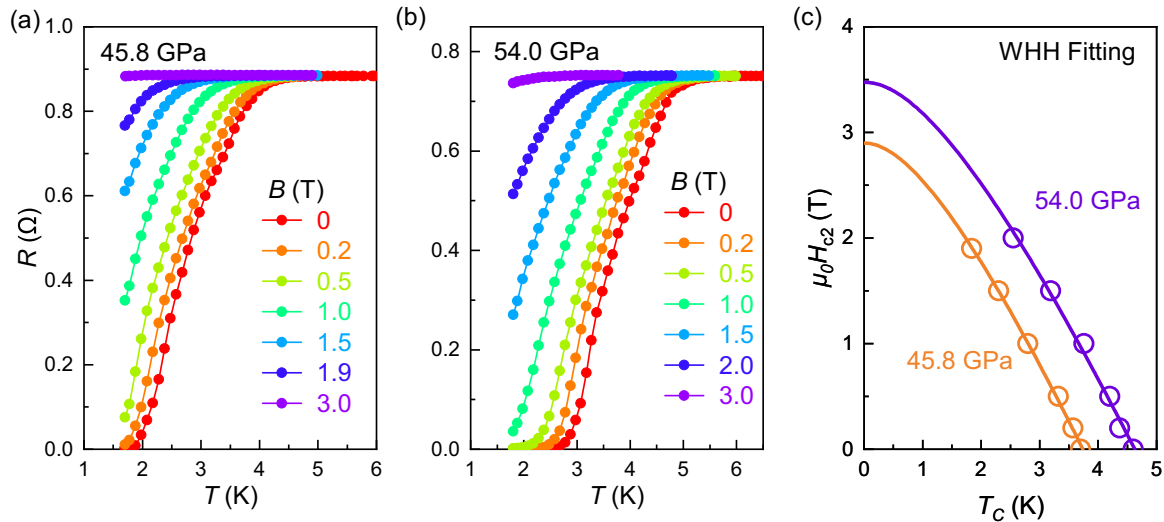 (a)
45.8 GPa
R (Ω)
1.0
0.8
0.6
0.4
0.2
0.0
B (T)
0
0.2
0.5
1.0
1.5
1.9
3.0
1 2 3 4 5 6
T (K)
(b)
54.0 GPa
0.8
0.6
0.4
0.2
0.0
B (T)
0
0.2
0.5
1.0
1.5
2.0
3.0
1 2 3 4 5 6
T (K)
(c)
WHH Fitting
μ₀Hc2 (T)
4
3
2
1
0
54.0 GPa
45.8 GPa
0 1 2 3 4 5
Tc (K)